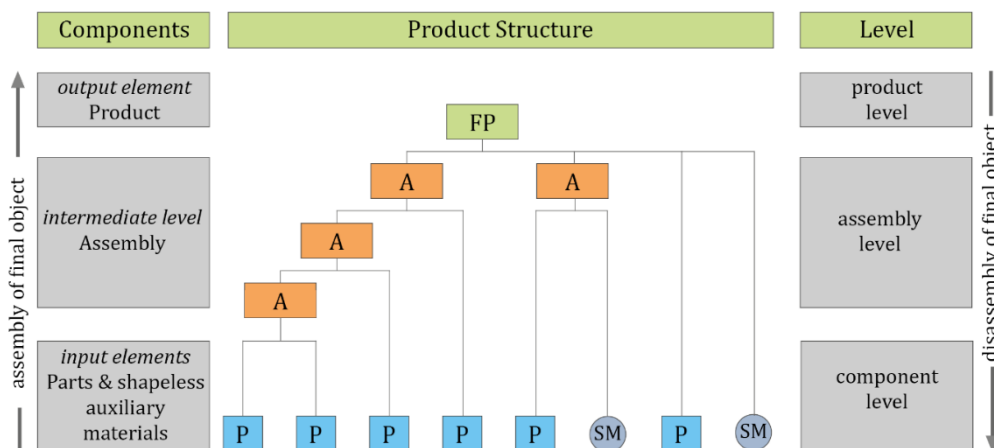 Components
Product Structure
Level
output element
Product
product
level
FP
A
A
intermediate level
Assembly
A
assembly
level
A
input elements
Parts & shapeless
auxiliary
materials
component
level
P
P
P
P
P
SM
P
SM
assembly of final object
disassembly of final object